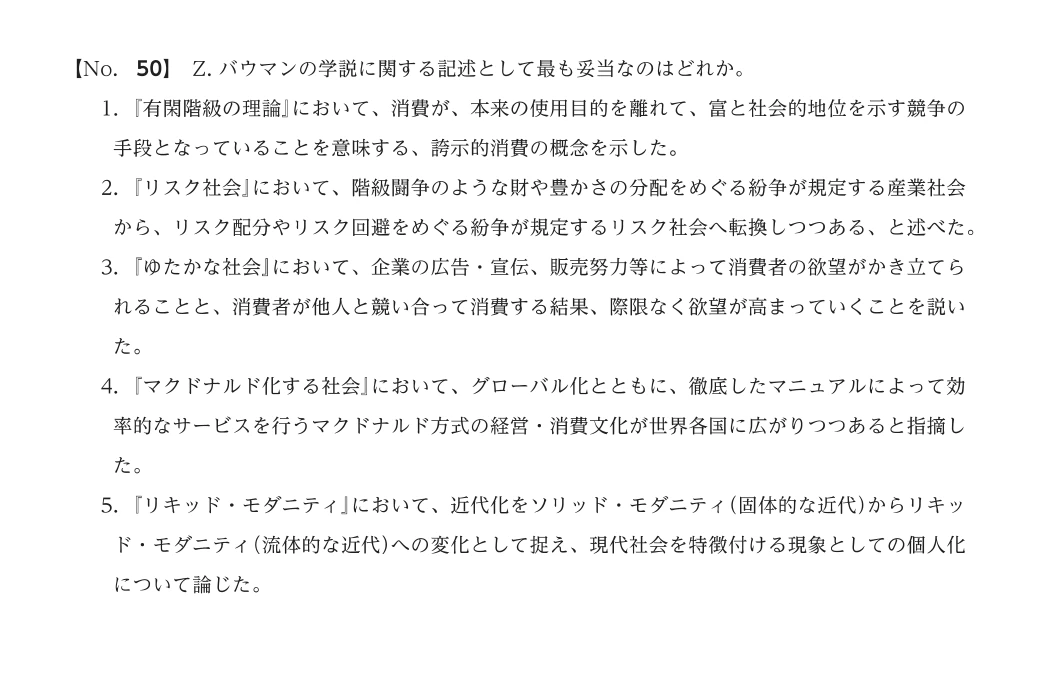 【No. 50】 Z. バウマンの学説に関する記述として最も妥当なのはどれか。
1. 『有閑階級の理論』において、消費が、本来の使用目的を離れて、富と社会的地位を示す競争の
手段となっていることを意味する、誇示的消費の概念を示した。
2. 『リスク社会』において、階級闘争のような財や豊かさの分配をめぐる紛争が規定する産業社会
から、リスク配分やリスク回避をめぐる紛争が規定するリスク社会へ転換しつつある、と述べた。
3. 『ゆたかな社会』において、企業の広告・宣伝、販売努力等によって消費者の欲望がかき立てら
れることと、消費者が他人と競い合って消費する結果、際限なく欲望が高まっていくことを説い
た。
4. 『マクドナルド化する社会』において、グローバル化とともに、徹底したマニュアルによって効
率的なサービスを行うマクドナルド方式の経営・消費文化が世界各国に広がりつつあると指摘し
た。
5. 『リキッド・モダニティ』において、近代化をソリッド・モダニティ(固体的な近代)からリキッ
ド・モダニティ(流体的な近代)への変化として捉え、現代社会を特徴付ける現象としての個人化
について論じた。